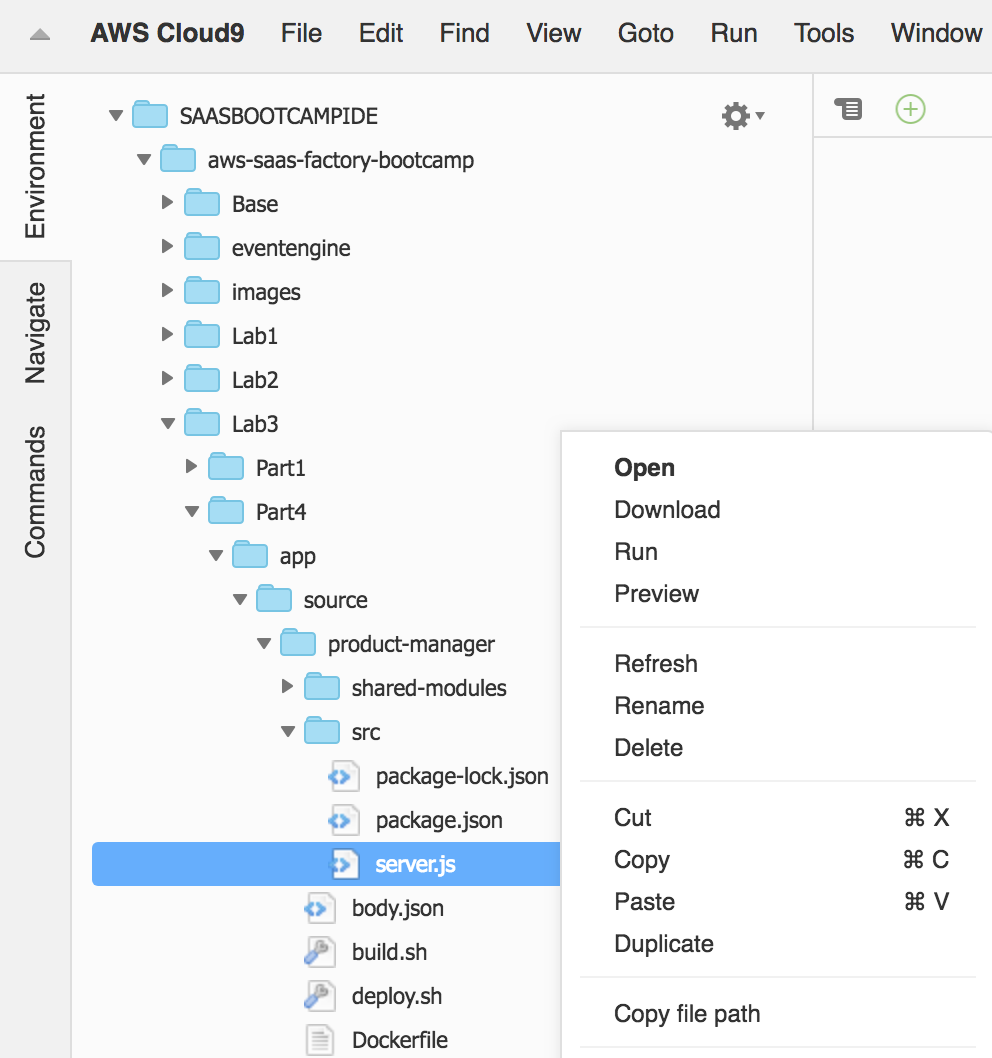 AWS Cloud9 File Edit Find View Goto Run Tools Window
Environment
Navigate
Commands
SAASBOOTCAMPIDE
aws-saas-factory-bootcamp
Base
eventengine
images
Lab1
Lab2
Lab3
Part1
Part4
app
source
product-manager
shared-modules
src
package-lock.json
package.json
server.js
body.json
build.sh
deploy.sh
Dockerfile
Open
Download
Run
Preview
Refresh
Rename
Delete
Cut ⌘ X
Copy ⌘ C
Paste ⌘ V
Duplicate
Copy file path